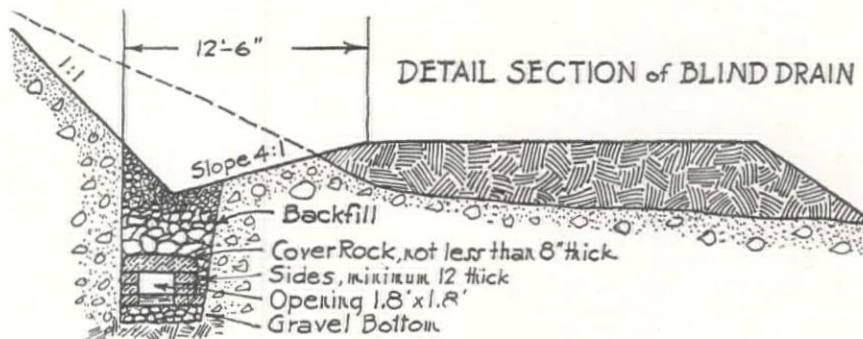 12'-6"
1:1
DETAIL SECTION of BLIND DRAIN
Slope 4:1
Backfill
Cover Rock, not less than 8" thick
Sides, minimum 12 thick
Opening 1.8' x 1.8'
Gravel Bottom